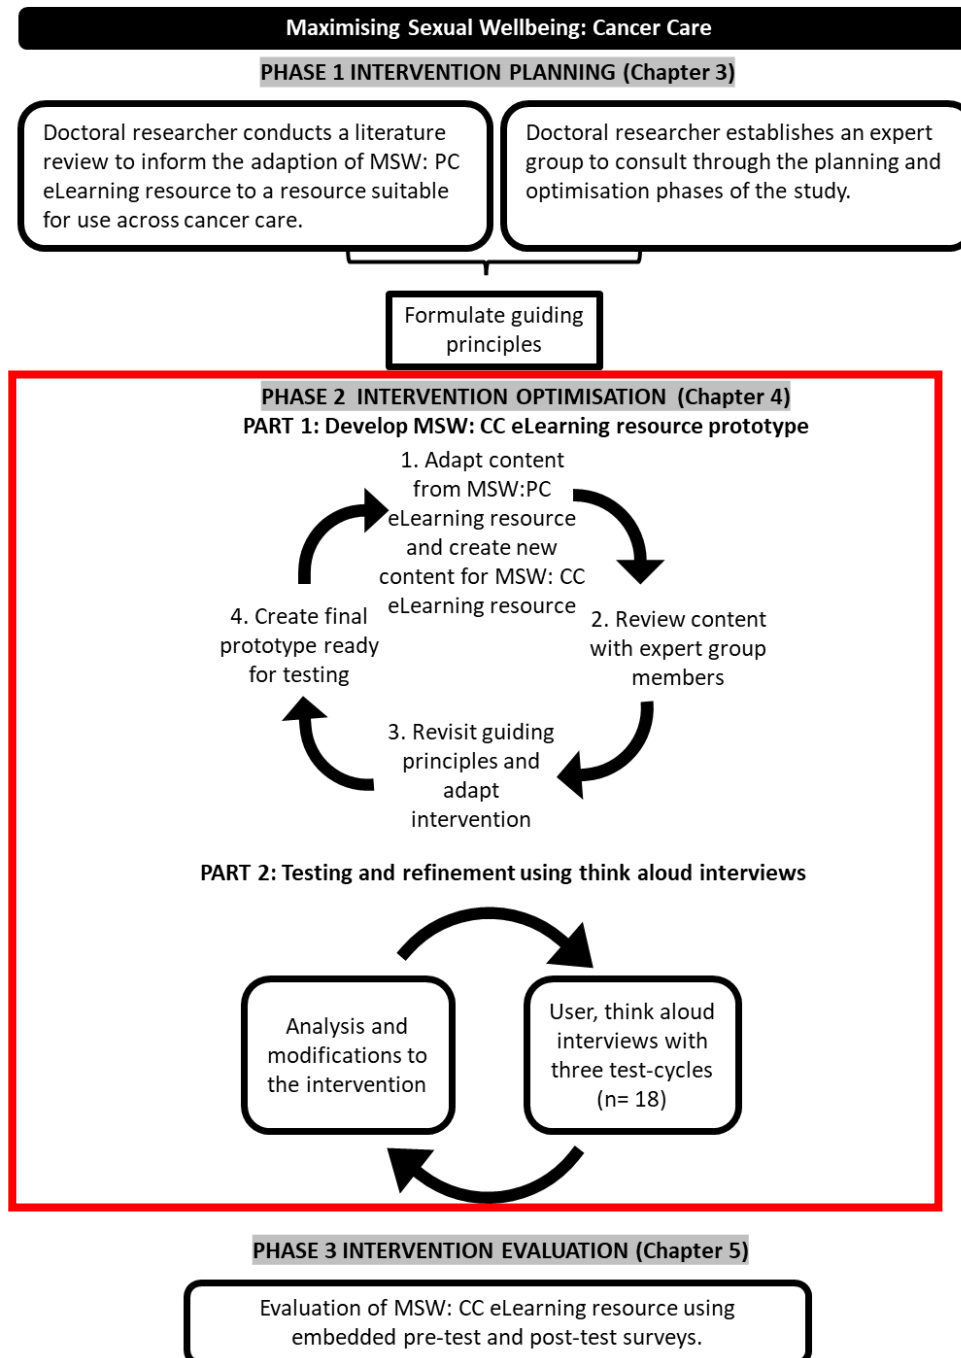 Maximising Sexual Wellbeing: Cancer Care
PHASE 1 INTERVENTION PLANNING (Chapter 3)
Doctoral researcher conducts a literature
review to inform the adaption of MSW: PC
eLearning resource to a resource suitable
for use across cancer care.
Doctoral researcher establishes an expert
group to consult through the planning and
optimisation phases of the study.
Formulate guiding
principles
PHASE 2 INTERVENTION OPTIMISATION (Chapter 4)
PART 1: Develop MSW: CC eLearning resource prototype
1. Adapt content
from MSW:PC
eLearning resource
and create new
content for MSW: CC
eLearning resource
2. Review content
with expert group
members
3. Revisit guiding
principles and
adapt
intervention
4. Create final
prototype ready
for testing
PART 2: Testing and refinement using think aloud interviews
Analysis and
modifications to
the intervention
User, think aloud
interviews with
three test-cycles
(n= 18)
PHASE 3 INTERVENTION EVALUATION (Chapter 5)
Evaluation of MSW: CC eLearning resource using
embedded pre-test and post-test surveys.